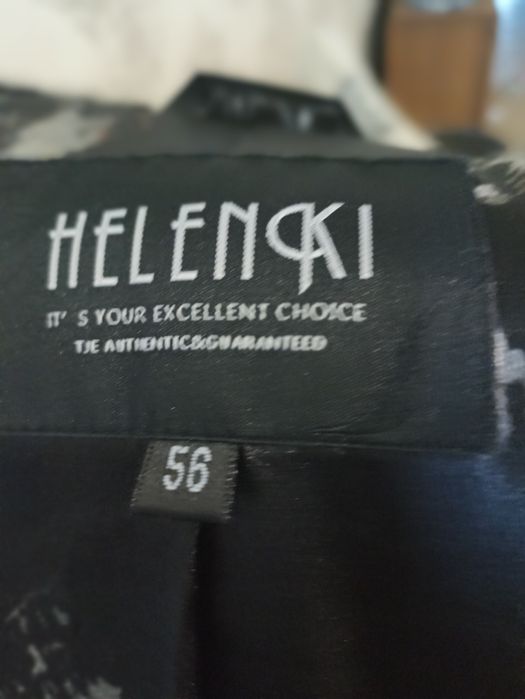 HELENKI
IT' S YOUR EXCELLENT CHOICE
TJE AUTHENTIC&GUARANTEED
56